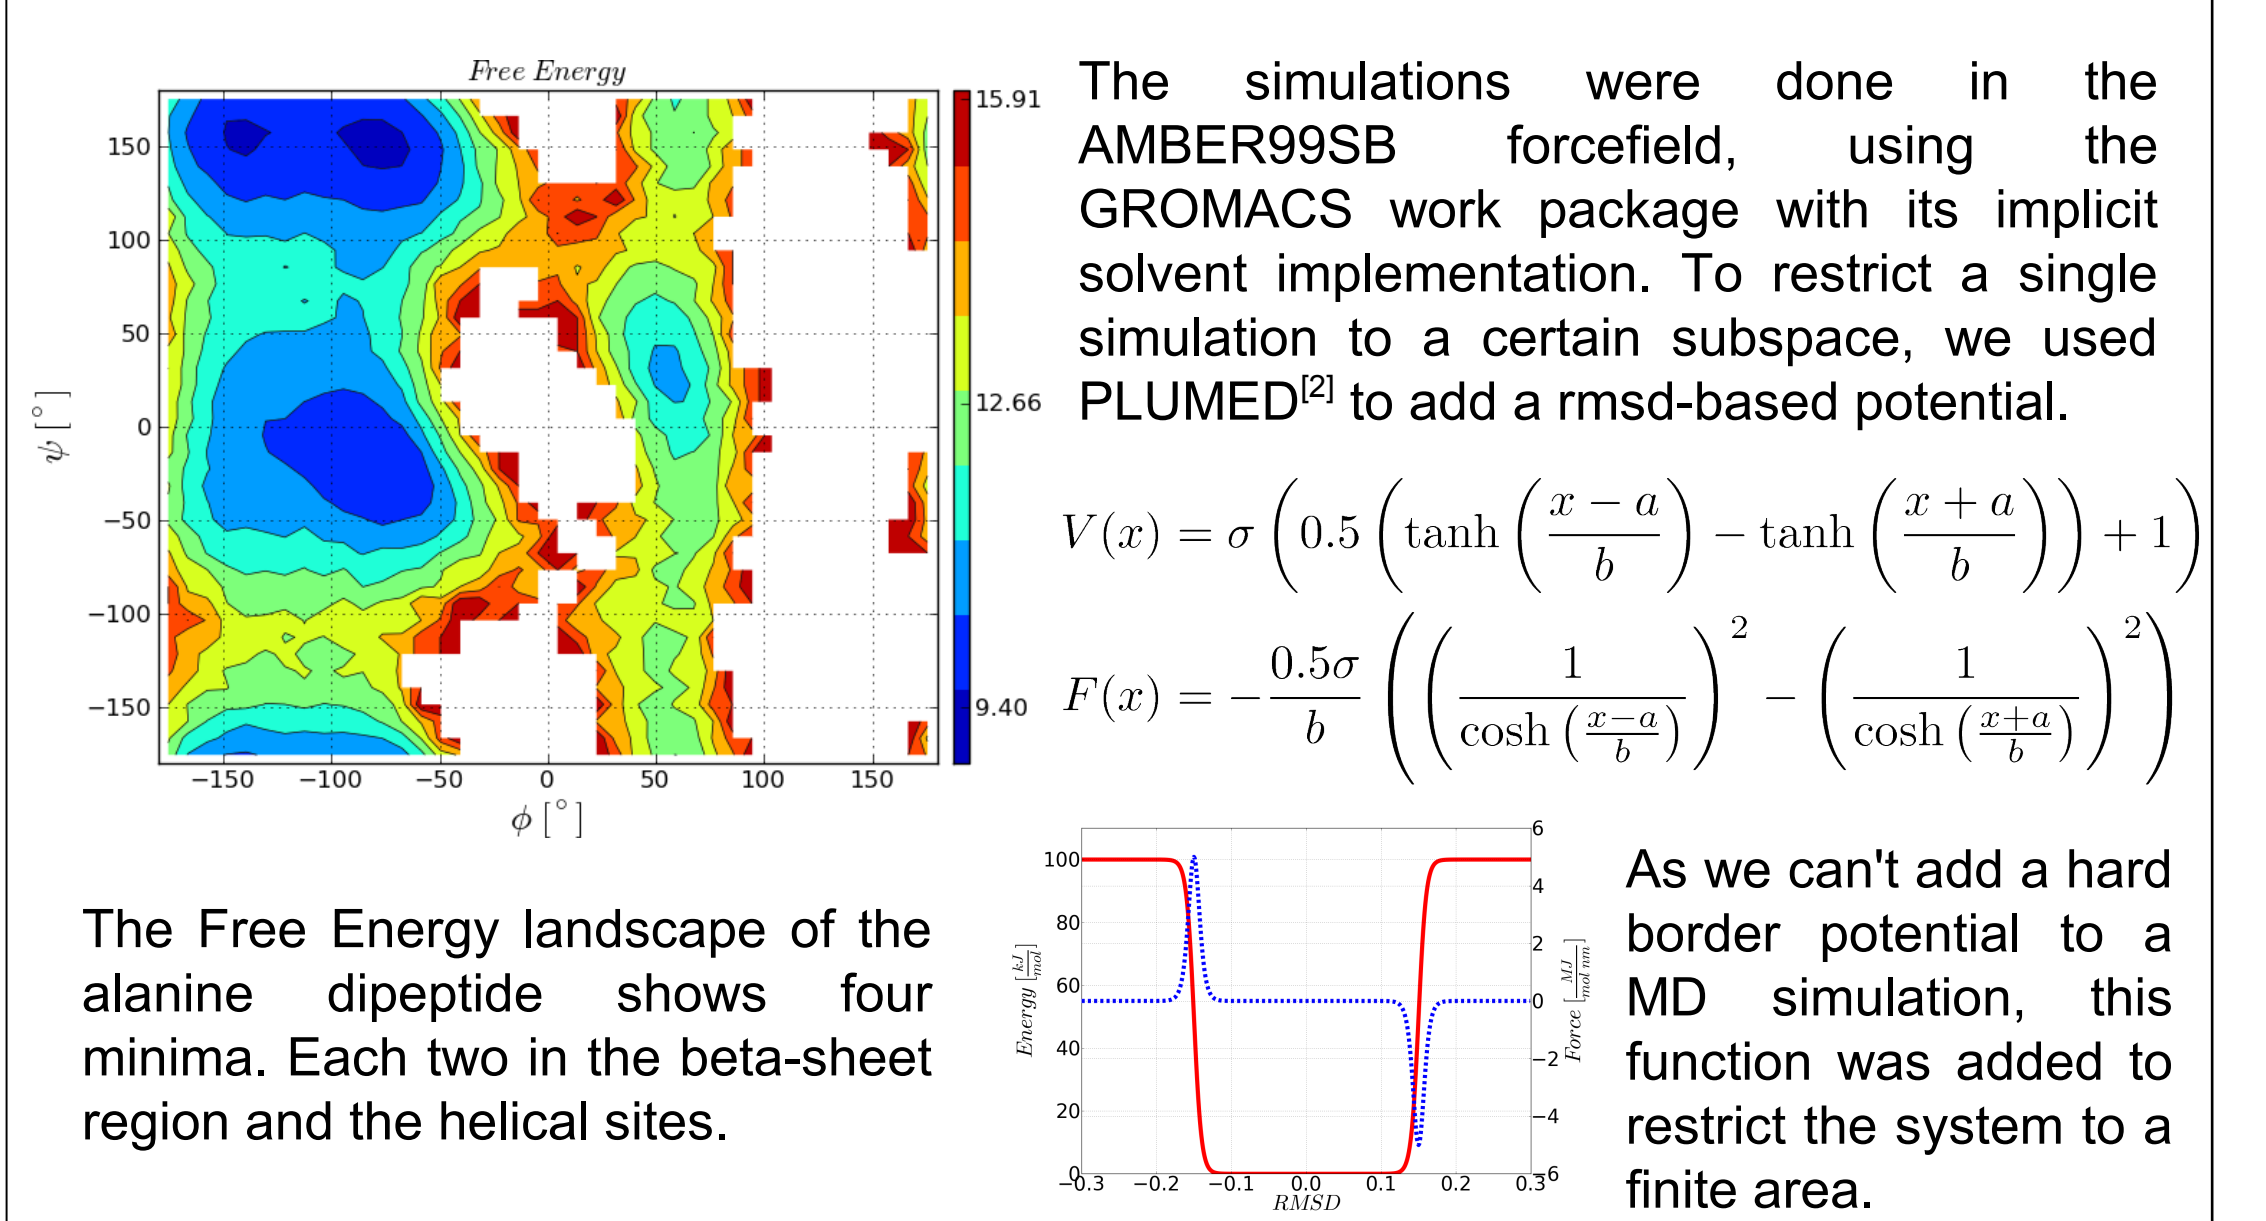 Free Energy
15.91
12.66
9.40
150
100
50
0
−50
−100
−150
ψ [°]
−150 −100 −50 0 50 100 150
ϕ [°]
The Free Energy landscape of the
alanine dipeptide shows four
minima. Each two in the beta-sheet
region and the helical sites.
The simulations were done in the
AMBER99SB forcefield, using the
GROMACS work package with its implicit
solvent implementation. To restrict a single
simulation to a certain subspace, we used
PLUMED[2] to add a rmsd-based potential.
V(x) = σ (0.5 (tanh ((x − a)/b) − tanh ((x + a)/b)) + 1)
F(x) = −(0.5σ/b) ((1/cosh((x−a)/b))² − (1/cosh((x+a)/b))²)
100
80
60
40
20
0
Energy [kJ/mol]
6
4
2
0
−2
−4
−6
Force [MJ/mol nm]
−0.3 −0.2 −0.1 0.0 0.1 0.2 0.3
RMSD
As we can't add a hard
border potential to a
MD simulation, this
function was added to
restrict the system to a
finite area.